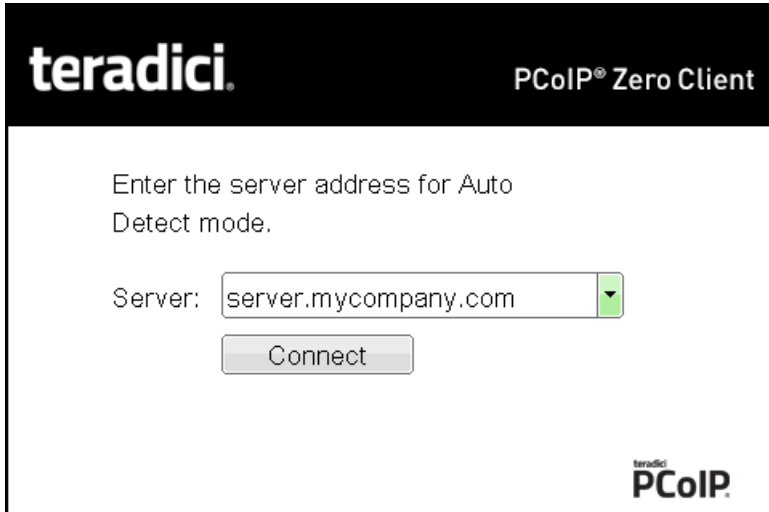 teradici.
PCoIP® Zero Client
Enter the server address for Auto
Detect mode.
Server: server.mycompany.com
Connect
teradici
PCoIP.